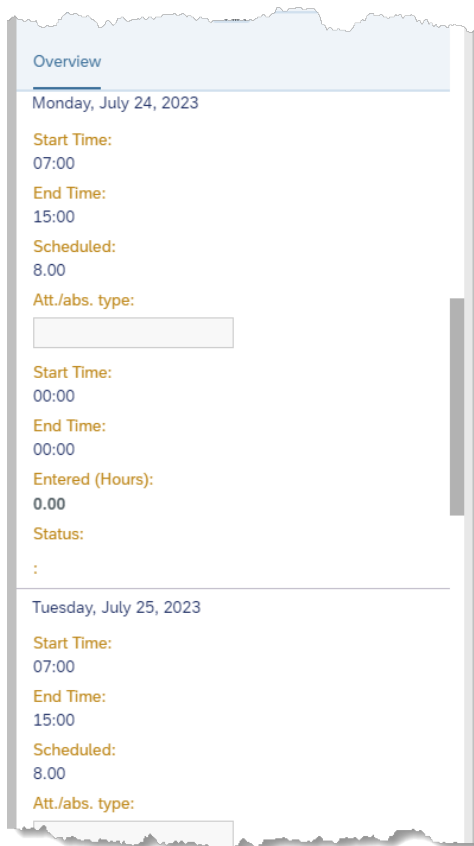 Overview
Monday, July 24, 2023
Start Time:
07:00
End Time:
15:00
Scheduled:
8.00
Att./abs. type:
Start Time:
00:00
End Time:
00:00
Entered (Hours):
0.00
Status:
:
Tuesday, July 25, 2023
Start Time:
07:00
End Time:
15:00
Scheduled:
8.00
Att./abs. type: